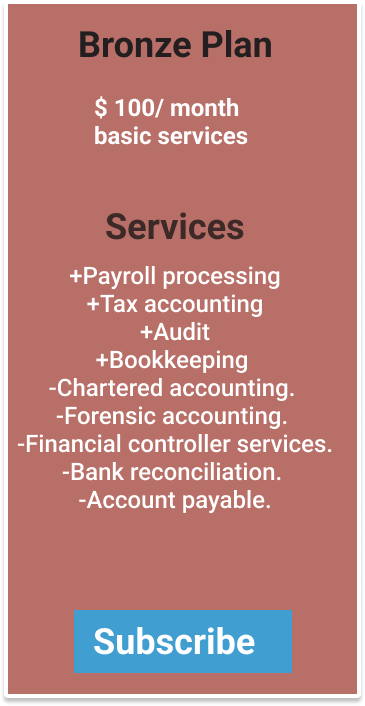 Bronze Plan
$ 100/ month
basic services
Services
+Payroll processing
+Tax accounting
+Audit
+Bookkeeping
-Chartered accounting.
-Forensic accounting.
-Financial controller services.
-Bank reconciliation.
-Account payable.
Subscribe